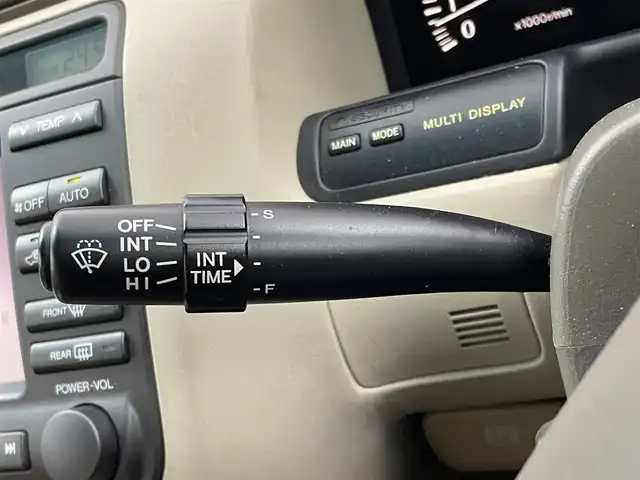 0
x1000r/min
SECURITY
MAIN
MODE
MULTI DISPLAY
TEMP
OFF
AUTO
OFF
INT
LO
HI
INT
TIME
S
F
FRONT
REAR
POWER-VOL